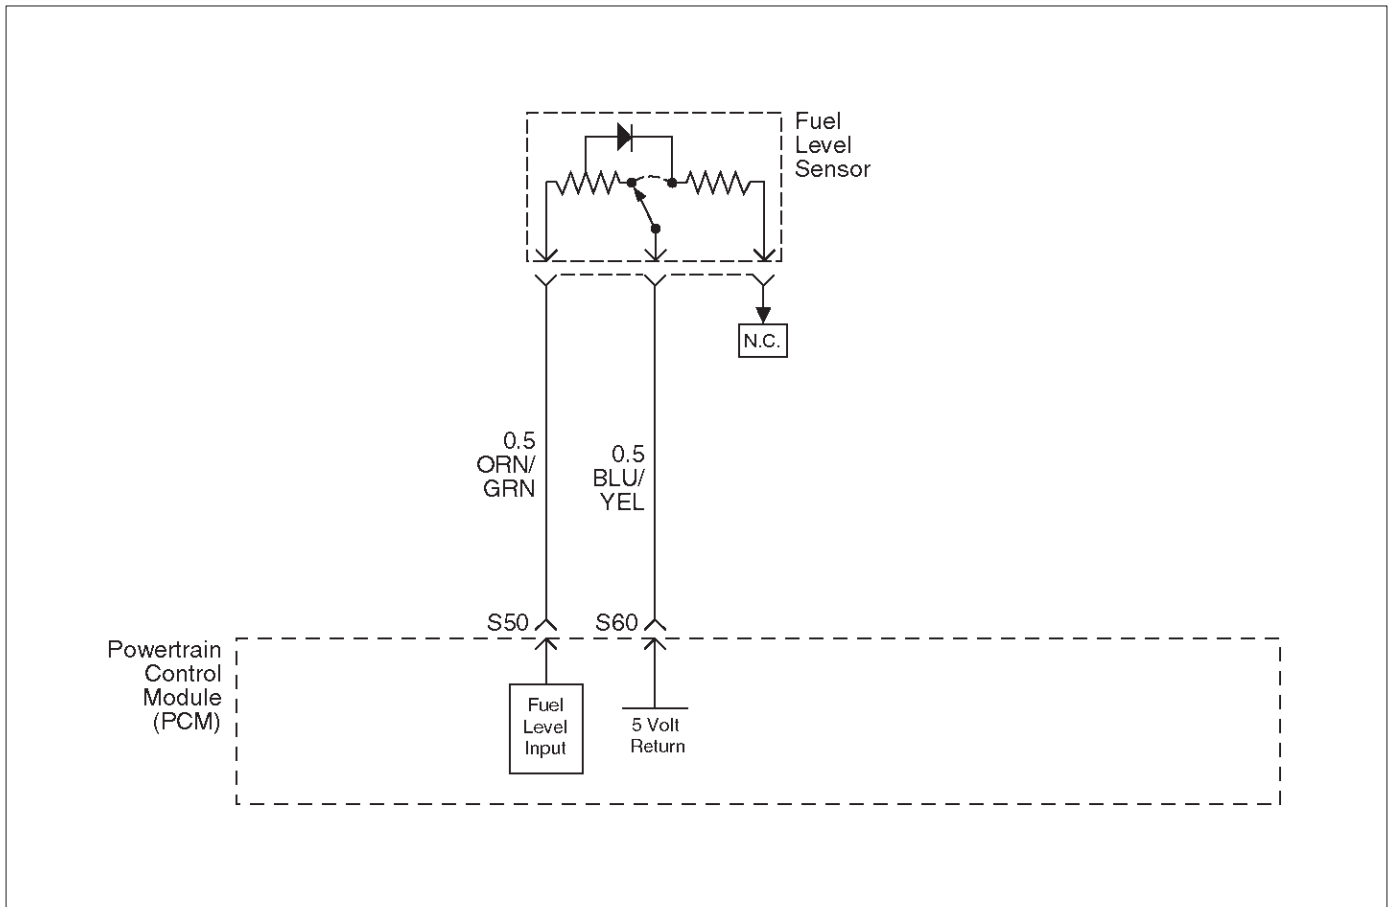 Fuel
Level
Sensor
N.C.
0.5
ORN/
GRN
0.5
BLU/
YEL
S50
S60
Powertrain
Control
Module
(PCM)
Fuel
Level
Input
5 Volt
Return